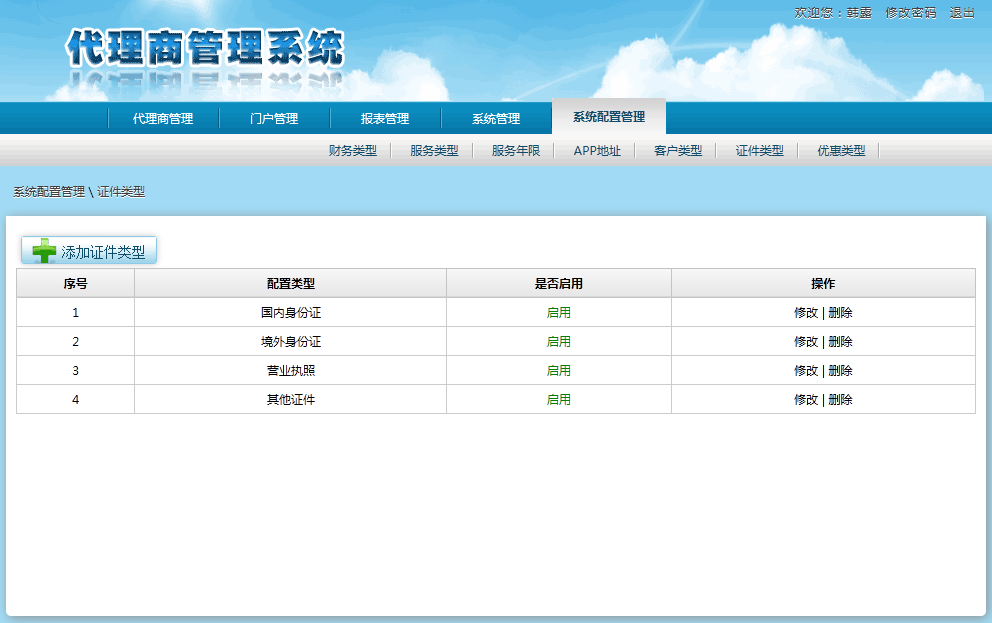 欢迎您：韩露 修改密码 退出
代理商管理系统
代理商管理 门户管理 报表管理 系统管理 系统配置管理
财务类型 服务类型 服务年限 APP地址 客户类型 证件类型 优惠类型
系统配置管理 \ 证件类型
添加证件类型
序号 配置类型 是否启用 操作
1 国内身份证 启用 修改 | 删除
2 境外身份证 启用 修改 | 删除
3 营业执照 启用 修改 | 删除
4 其他证件 启用 修改 | 删除